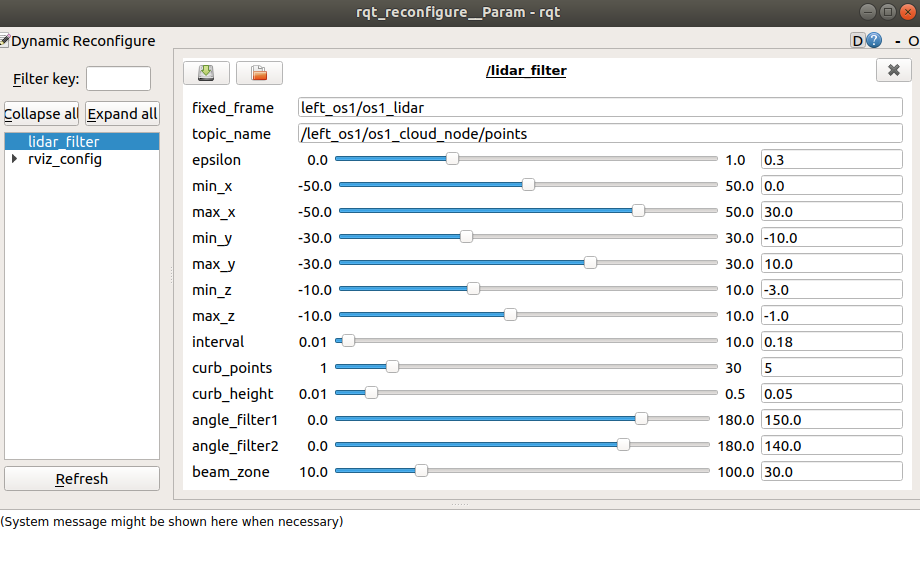 rqt_reconfigure__Param - rqt
Dynamic Reconfigure
D ? - O
Filter key:
Collapse all Expand all
lidar_filter
rviz_config
Refresh
/lidar_filter
fixed_frame left_os1/os1_lidar
topic_name /left_os1/os1_cloud_node/points
epsilon 0.0 1.0 0.3
min_x -50.0 50.0 0.0
max_x -50.0 50.0 30.0
min_y -30.0 30.0 -10.0
max_y -30.0 30.0 10.0
min_z -10.0 10.0 -3.0
max_z -10.0 10.0 -1.0
interval 0.01 10.0 0.18
curb_points 1 30 5
curb_height 0.01 0.5 0.05
angle_filter1 0.0 180.0 150.0
angle_filter2 0.0 180.0 140.0
beam_zone 10.0 100.0 30.0
(System message might be shown here when necessary)